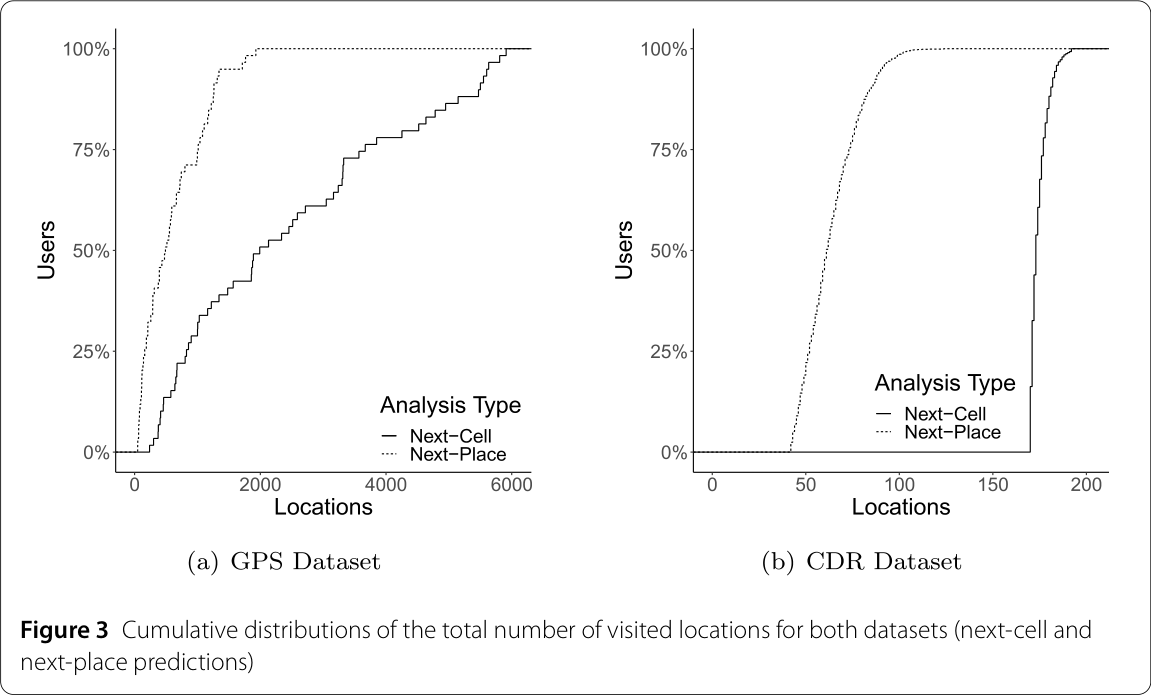 100%
75%
50%
25%
0%
Users
0 2000 4000 6000
Locations
Analysis Type
Next−Cell
Next−Place
(a) GPS Dataset
100%
75%
50%
25%
0%
Users
0 50 100 150 200
Locations
Analysis Type
Next−Cell
Next−Place
(b) CDR Dataset
Figure 3 Cumulative distributions of the total number of visited locations for both datasets (next-cell and
next-place predictions)